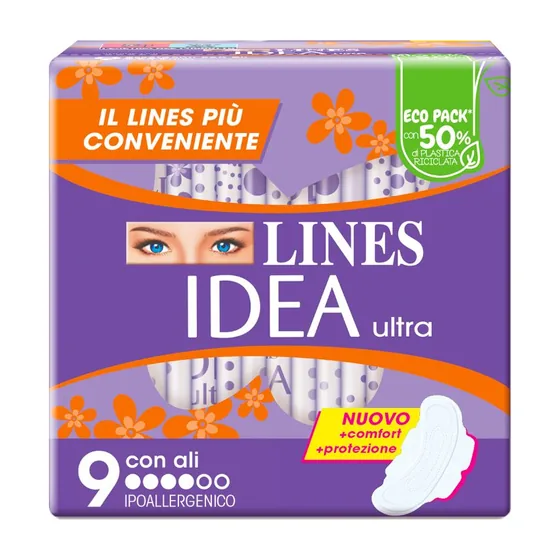 IL LINES PIÙ
CONVENIENTE
ECO PACK*
con 50%
di PLASTICA
RICICLATA
LINES
IDEA ultra
NUOVO
+comfort
+protezione
9 con ali
IPOALLERGENICO